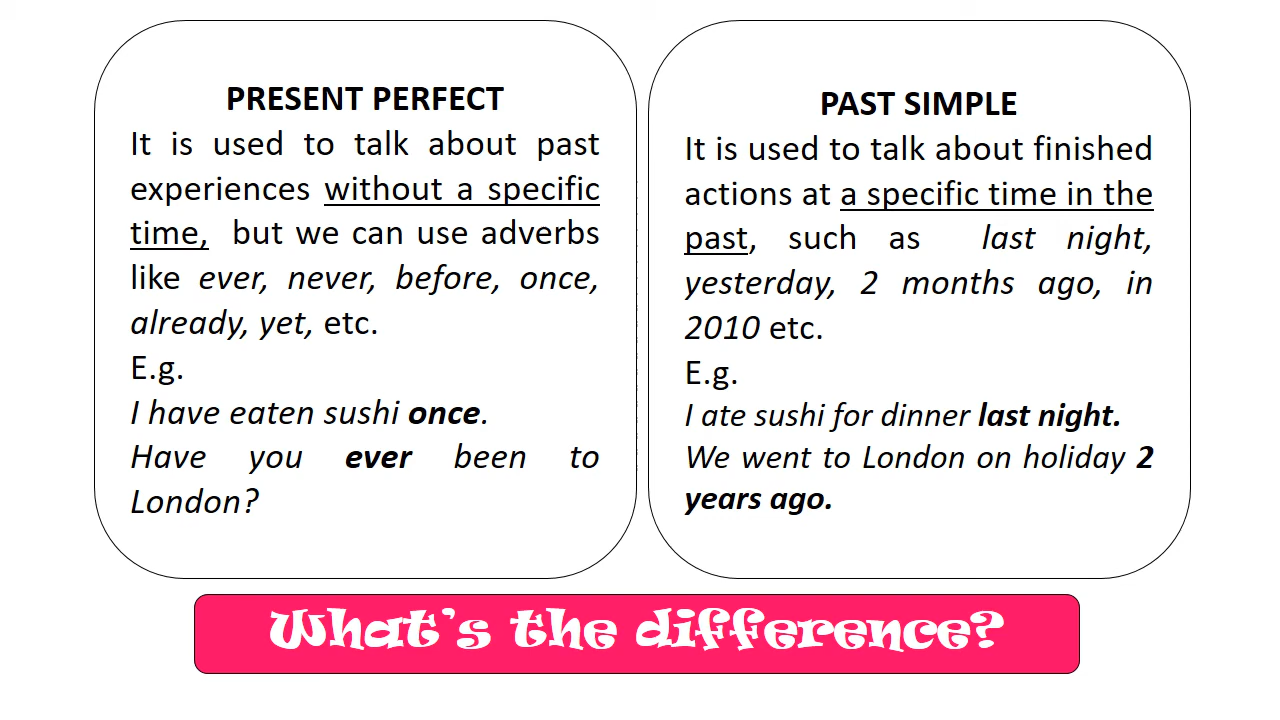 PRESENT PERFECT
It is used to talk about past
experiences without a specific
time, but we can use adverbs
like ever, never, before, once,
already, yet, etc.
E.g.
I have eaten sushi once.
Have you ever been to
London?
PAST SIMPLE
It is used to talk about finished
actions at a specific time in the
past, such as last night,
yesterday, 2 months ago, in
2010 etc.
E.g.
I ate sushi for dinner last night.
We went to London on holiday 2
years ago.
What's the difference?